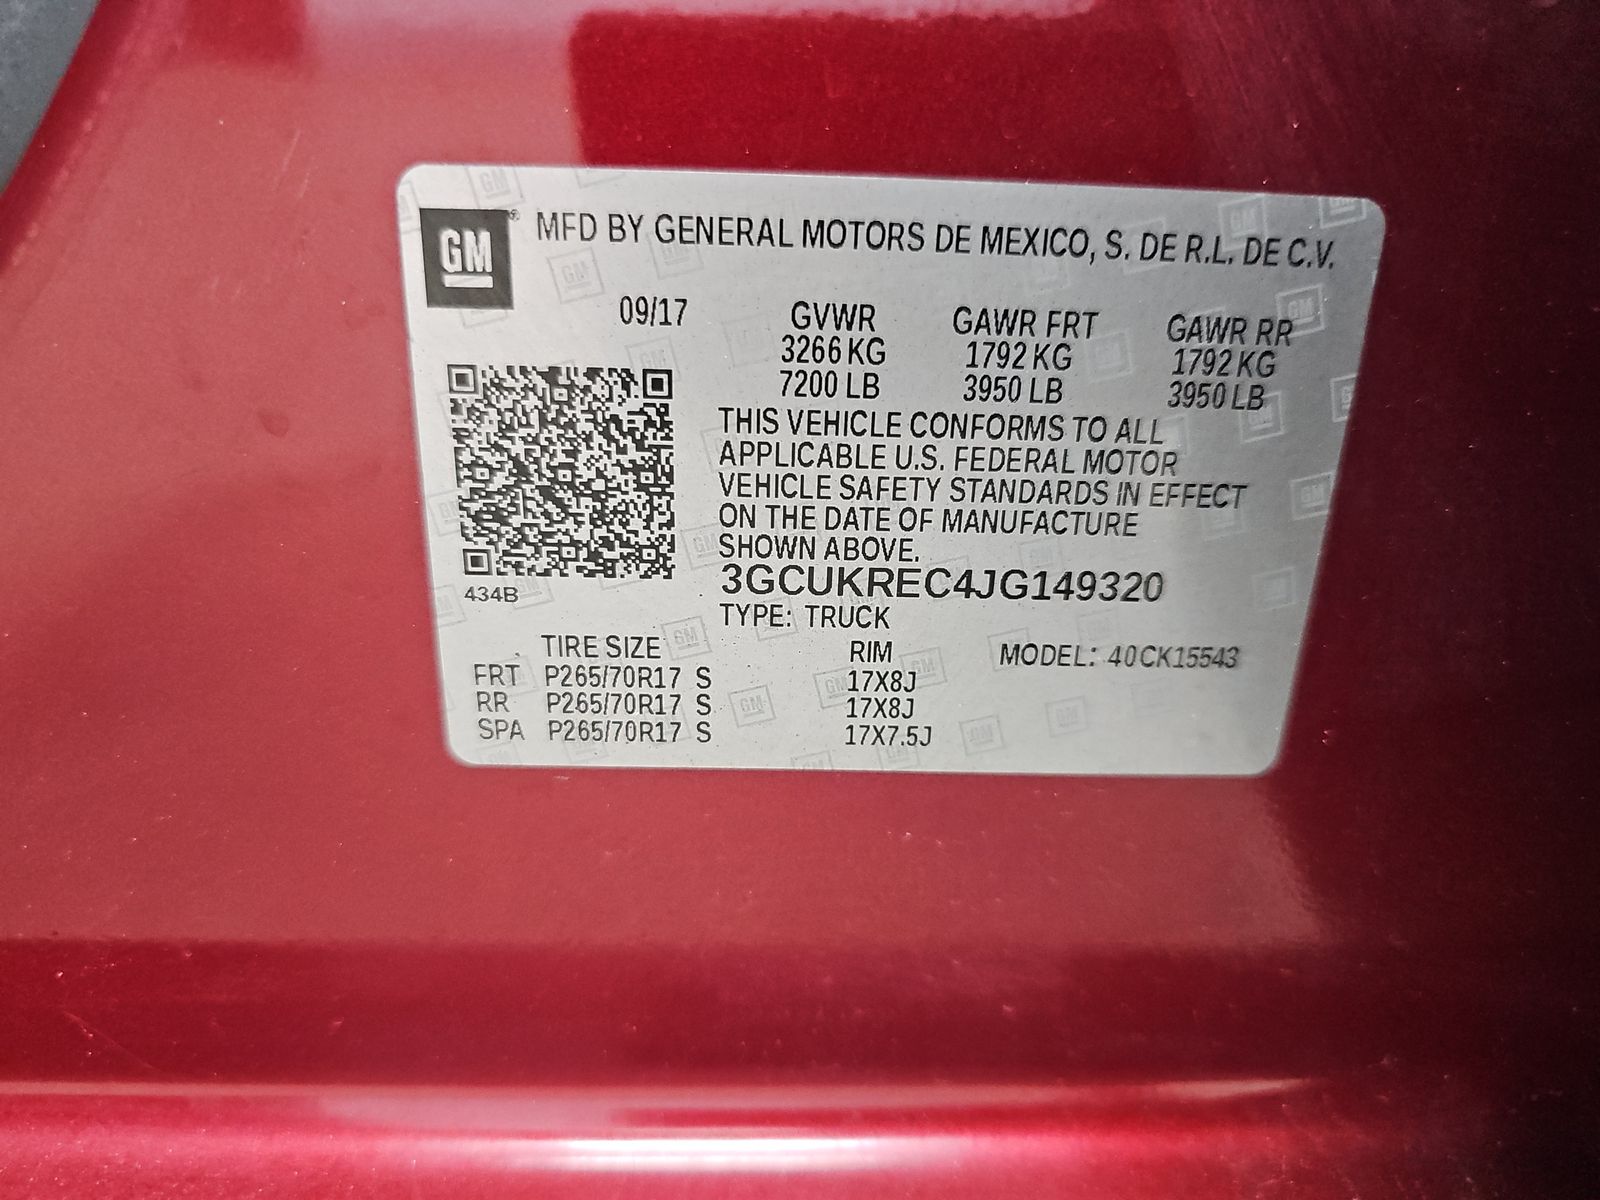 GM® MFD BY GENERAL MOTORS DE MEXICO, S. DE R.L. DE C.V.
09/17 GVWR GAWR FRT GAWR RR
3266 KG 1792 KG 1792 KG
7200 LB 3950 LB 3950 LB
THIS VEHICLE CONFORMS TO ALL
APPLICABLE U.S. FEDERAL MOTOR
VEHICLE SAFETY STANDARDS IN EFFECT
ON THE DATE OF MANUFACTURE
SHOWN ABOVE.
3GCUKREC4JG149320
434B
TYPE: TRUCK
TIRE SIZE RIM MODEL: 40CK15543
FRT P265/70R17 S 17X8J
RR P265/70R17 S 17X8J
SPA P265/70R17 S 17X7.5J